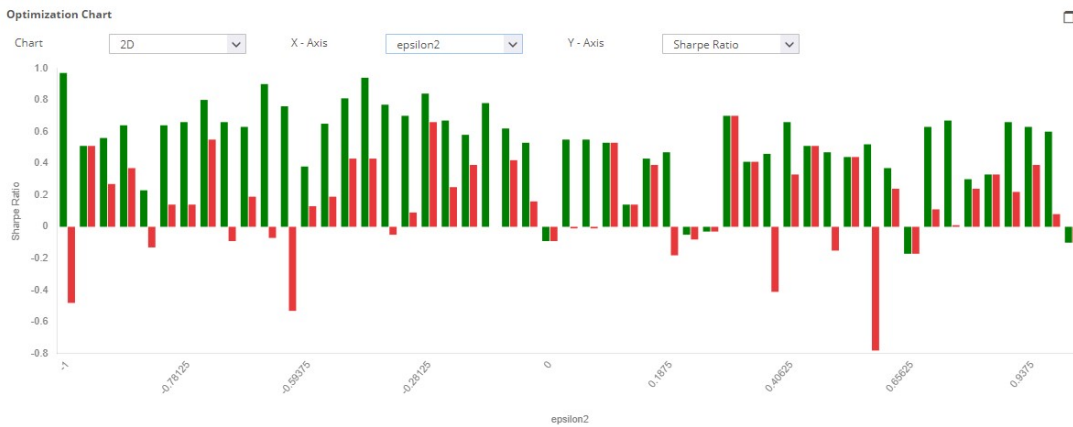 Optimization Chart
Chart 2D X - Axis epsilon2 Y - Axis Sharpe Ratio
1.0
0.8
0.6
0.4
0.2
0
-0.2
-0.4
-0.6
-0.8
Sharpe Ratio
-1 -0.78125 -0.59375 -0.28125 0 0.1875 0.40625 0.65625 0.9375
epsilon2